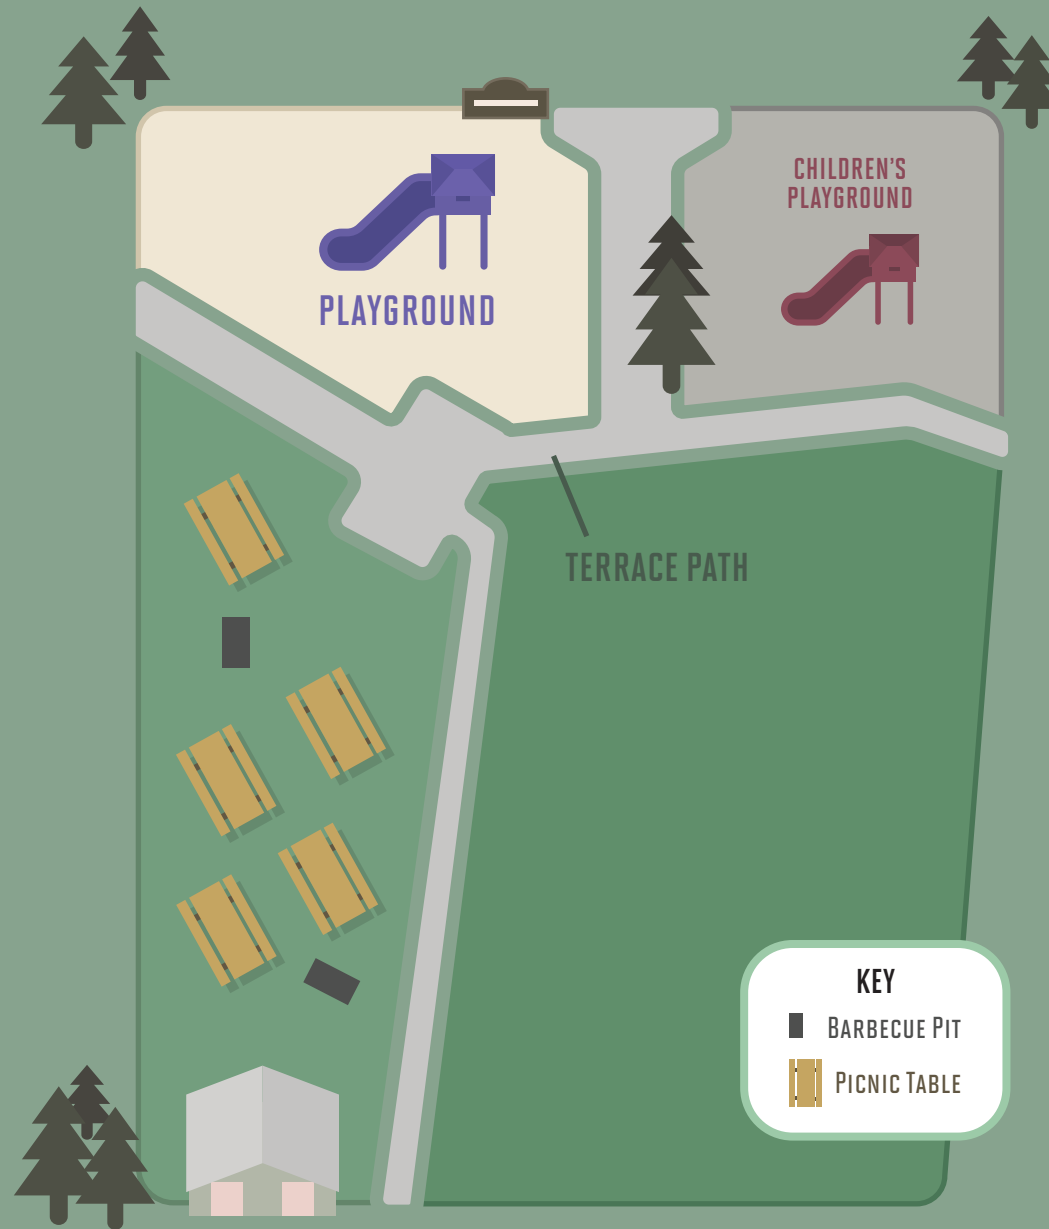 CHILDREN'S
PLAYGROUND
PLAYGROUND
TERRACE PATH
KEY
BARBECUE PIT
PICNIC TABLE